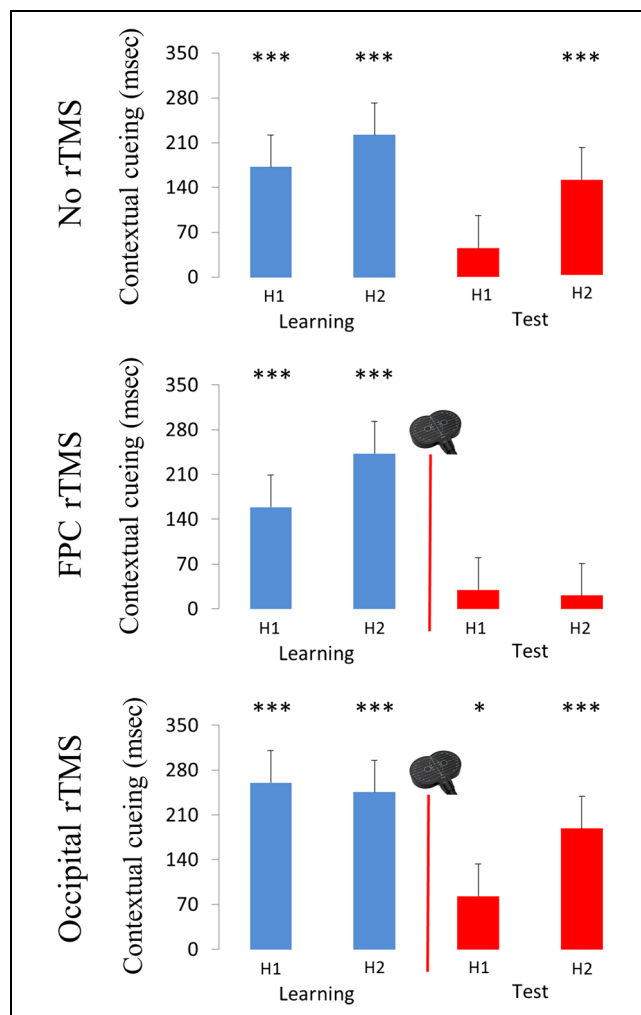 No rTMS
Contextual cueing (msec)
350
280
210
140
70
0
***
***
***
H1
H2
H1
H2
Learning
Test
FPC rTMS
Contextual cueing (msec)
350
280
210
140
70
0
***
***
H1
H2
H1
H2
Learning
Test
Occipital rTMS
Contextual cueing (msec)
350
280
210
140
70
0
***
***
*
***
H1
H2
H1
H2
Learning
Test